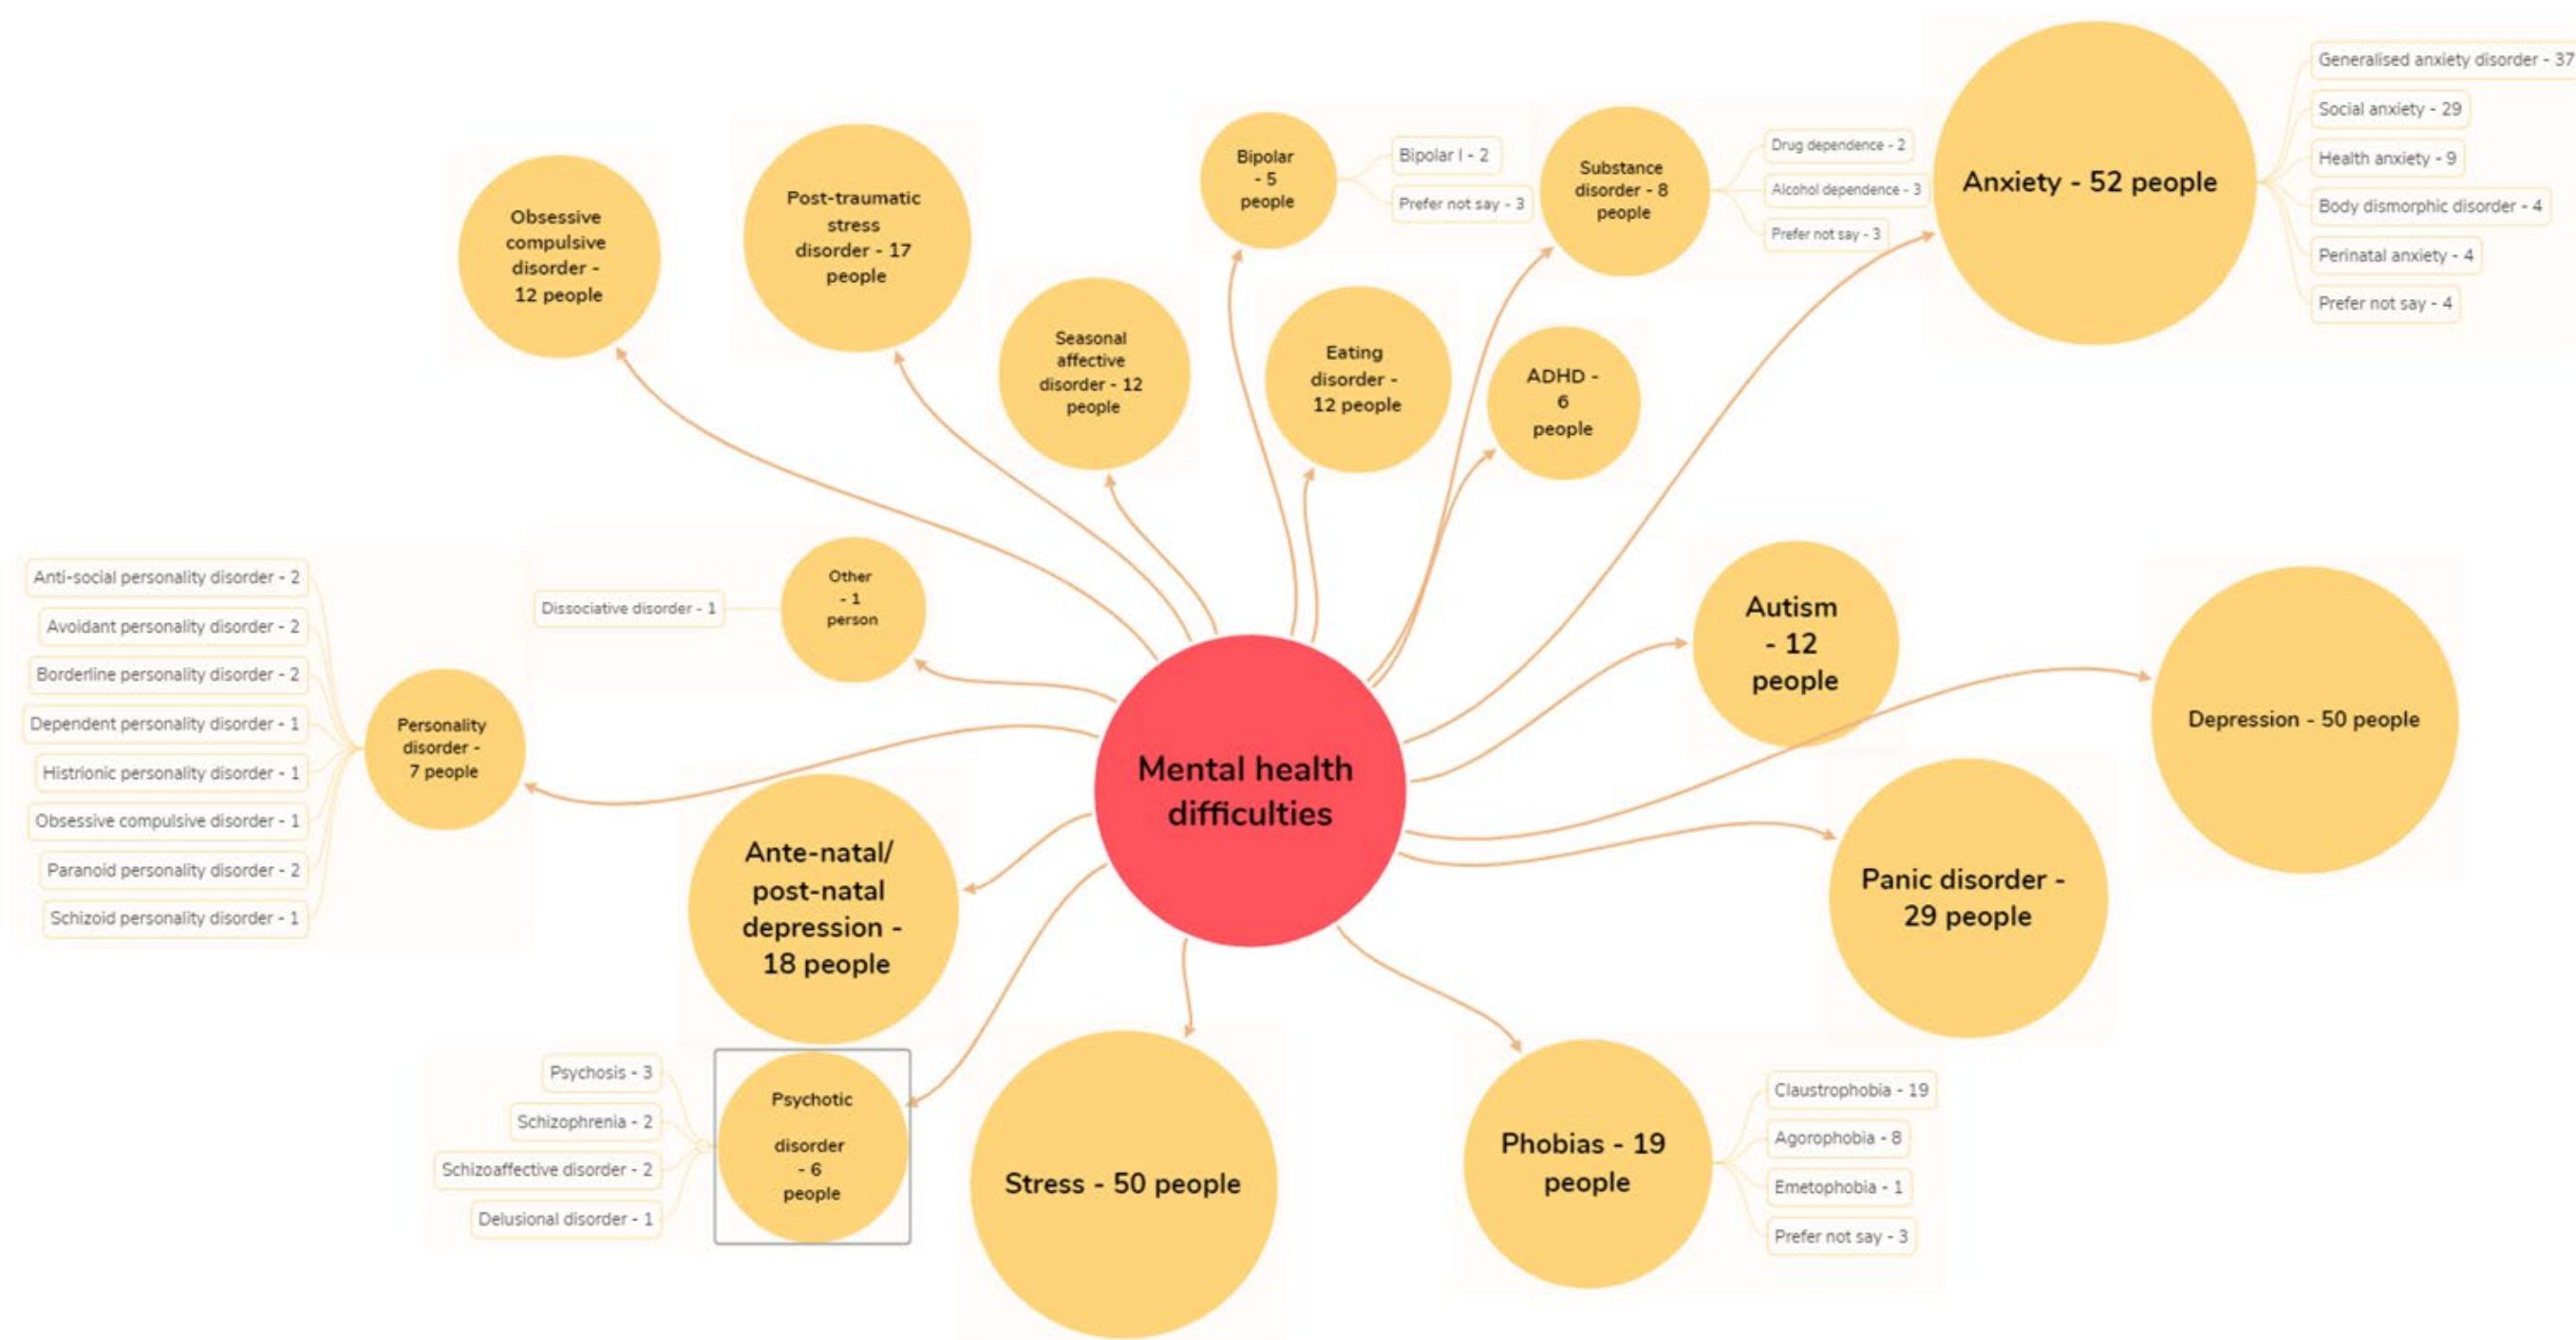 Mental health
difficulties
Obsessive
compulsive
disorder -
12 people
Post-traumatic
stress
disorder - 17
people
Seasonal
affective
disorder - 12
people
Bipolar
- 5
people
Bipolar I - 2
Prefer not say - 3
Eating
disorder -
12 people
Substance
disorder - 8
people
Drug dependence - 2
Alcohol dependence - 3
Prefer not say - 3
ADHD -
6
people
Anxiety - 52 people
Generalised anxiety disorder - 37
Social anxiety - 29
Health anxiety - 9
Body dismorphic disorder - 4
Perinatal anxiety - 4
Prefer not say - 4
Autism
- 12
people
Depression - 50 people
Panic disorder -
29 people
Phobias - 19
people
Claustrophobia - 19
Agorophobia - 8
Emetophobia - 1
Prefer not say - 3
Stress - 50 people
Psychotic
disorder
- 6
people
Psychosis - 3
Schizophrenia - 2
Schizoaffective disorder - 2
Delusional disorder - 1
Ante-natal/
post-natal
depression -
18 people
Personality
disorder -
7 people
Anti-social personality disorder - 2
Avoidant personality disorder - 2
Borderline personality disorder - 2
Dependent personality disorder - 1
Histrionic personality disorder - 1
Obsessive compulsive disorder - 1
Paranoid personality disorder - 2
Schizoid personality disorder - 1
Other
- 1
person
Dissociative disorder - 1